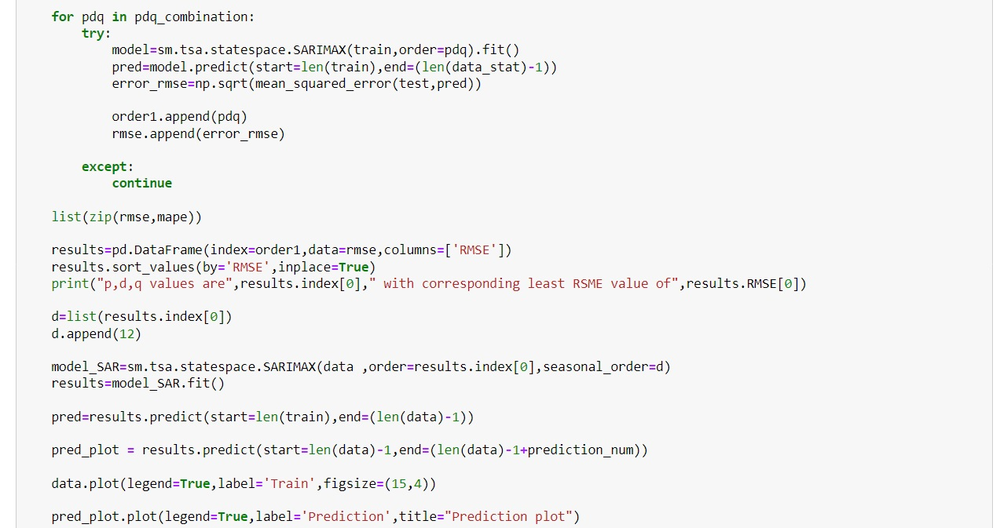 for pdq in pdq_combination:
    try:
        model=sm.tsa.statespace.SARIMAX(train,order=pdq).fit()
        pred=model.predict(start=len(train),end=(len(data_stat)-1))
        error_rmse=np.sqrt(mean_squared_error(test,pred))

        order1.append(pdq)
        rmse.append(error_rmse)

    except:
        continue

list(zip(rmse,mape))

results=pd.DataFrame(index=order1,data=rmse,columns=['RMSE'])
results.sort_values(by='RMSE',inplace=True)
print("p,d,q values are",results.index[0]," with corresponding least RSME value of",results.RMSE[0])

d=list(results.index[0])
d.append(12)

model_SAR=sm.tsa.statespace.SARIMAX(data ,order=results.index[0],seasonal_order=d)
results=model_SAR.fit()

pred=results.predict(start=len(train),end=(len(data)-1))

pred_plot = results.predict(start=len(data)-1,end=(len(data)-1+prediction_num))

data.plot(legend=True,label='Train',figsize=(15,4))

pred_plot.plot(legend=True,label='Prediction',title="Prediction plot")